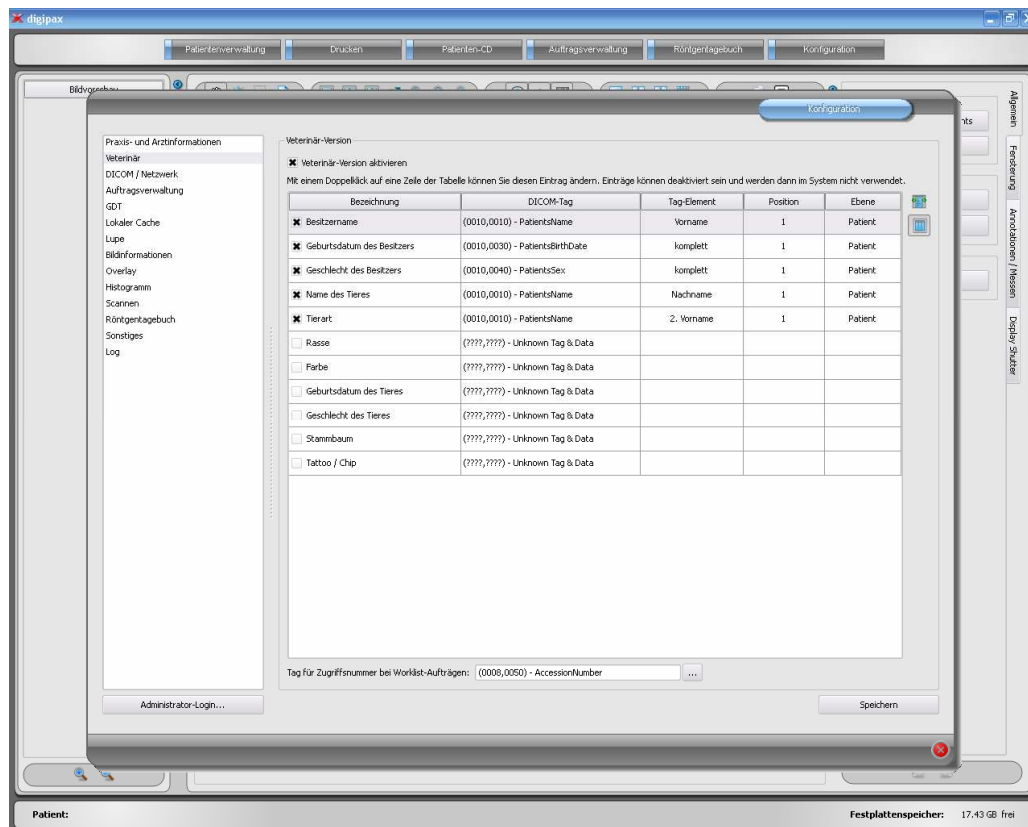 digipax
Patientenverwaltung
Drucken
Patienten-CD
Auftragsverwaltung
Röntgentagebuch
Konfiguration
Konfiguration
Allgemein
Fensterung
Annotationen / Messen
Display Shutter
Praxis- und Arztinformationen
Veterinär
DICOM / Netzwerk
Auftragsverwaltung
GDT
Lokaler Cache
Lupe
Bildinformationen
Overlay
Histogramm
Scannen
Röntgentagebuch
Sonstiges
Log
Administrator-Login...
Veterinär-Version
Veterinär-Version aktivieren
Mit einem Doppelklick auf eine Zeile der Tabelle können Sie diesen Eintrag ändern. Einträge können deaktiviert sein und werden dann im System nicht verwendet.
Bezeichnung DICOM-Tag Tag-Element Position Ebene
Besitzername (0010,0010) - PatientsName Vorname 1 Patient
Geburtsdatum des Besitzers (0010,0030) - PatientsBirthDate komplett 1 Patient
Geschlecht des Besitzers (0010,0040) - PatientsSex komplett 1 Patient
Name des Tieres (0010,0010) - PatientsName Nachname 1 Patient
Tierart (0010,0010) - PatientsName 2. Vorname 1 Patient
Rasse (????,????) - Unknown Tag & Data
Farbe (????,????) - Unknown Tag & Data
Geburtsdatum des Tieres (????,????) - Unknown Tag & Data
Geschlecht des Tieres (????,????) - Unknown Tag & Data
Stammbaum (????,????) - Unknown Tag & Data
Tattoo / Chip (????,????) - Unknown Tag & Data
Tag für Zugriffsnummer bei Worklist-Aufträgen: (0008,0050) - AccessionNumber ...
Speichern
Patient:
Festplattenspeicher: 17.43 GB frei